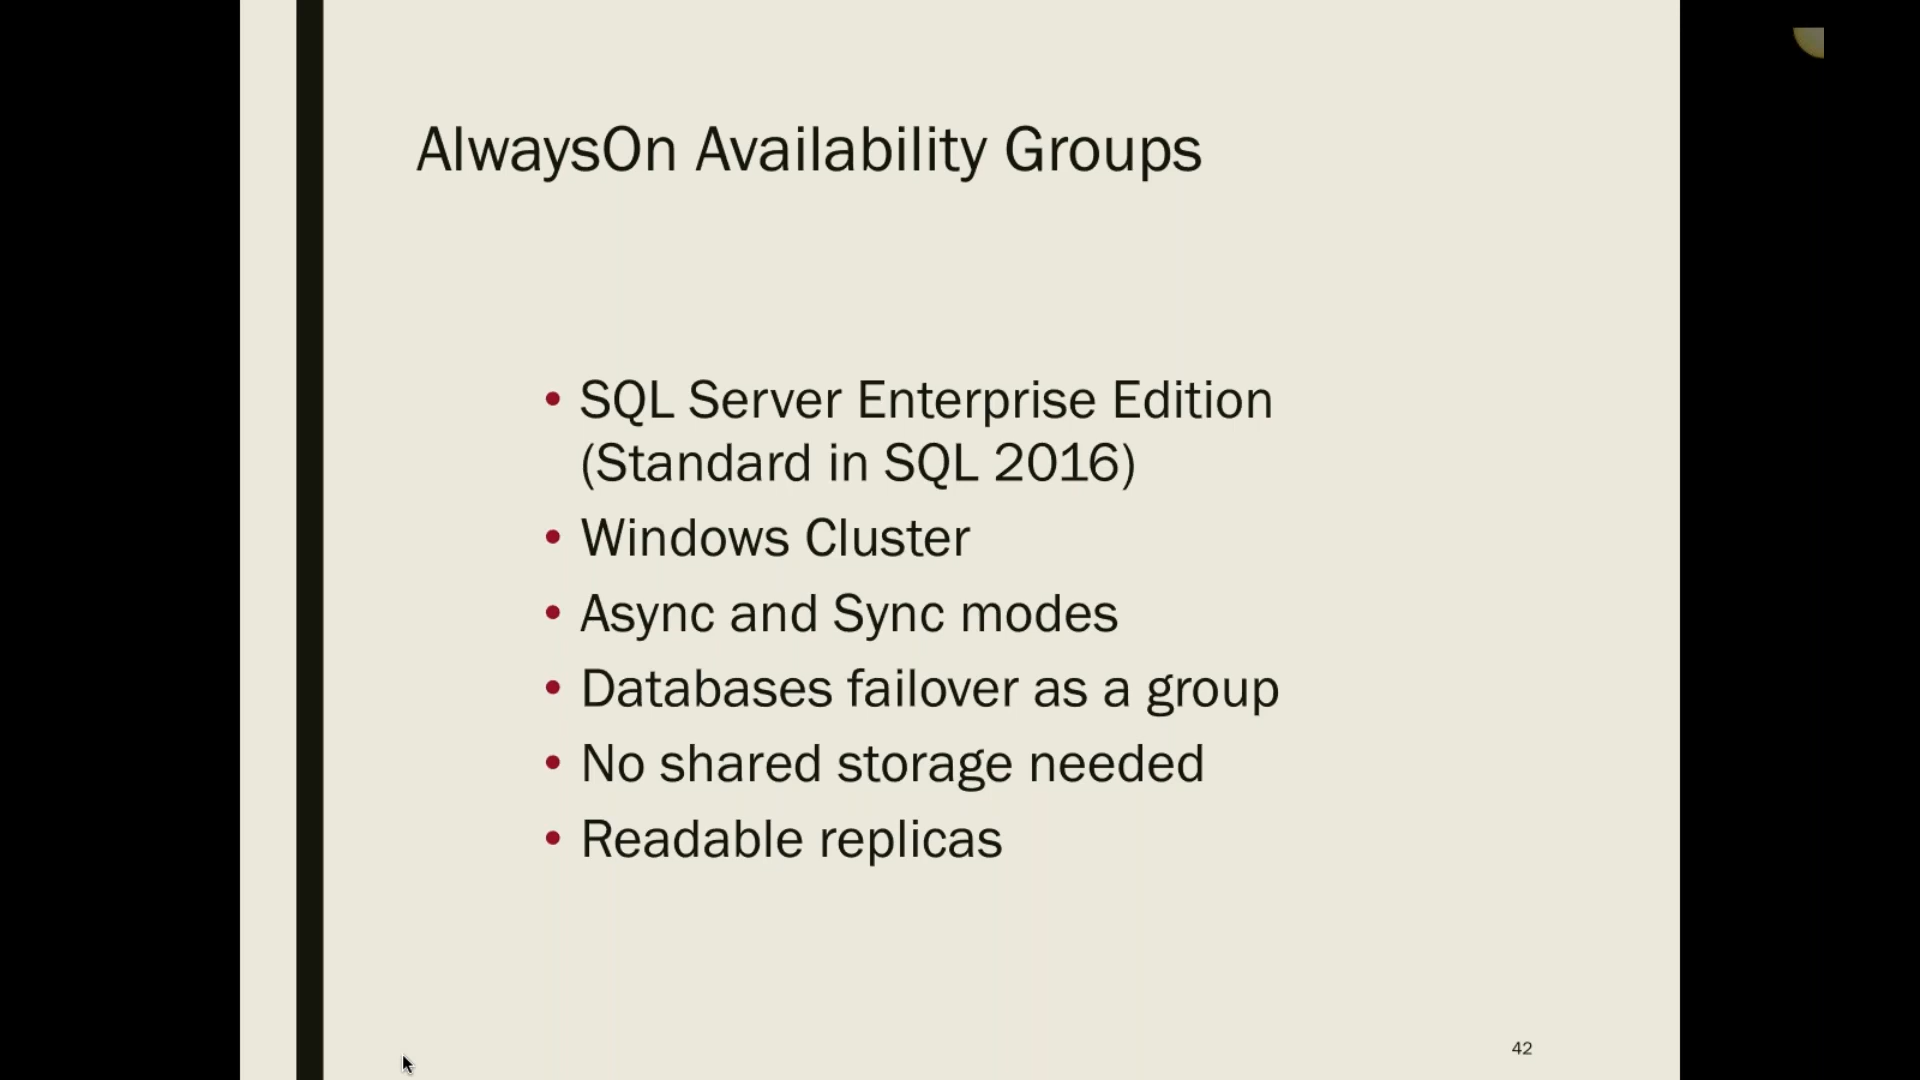 AlwaysOn Availability Groups
• SQL Server Enterprise Edition
(Standard in SQL 2016)
• Windows Cluster
• Async and Sync modes
• Databases failover as a group
• No shared storage needed
• Readable replicas
42